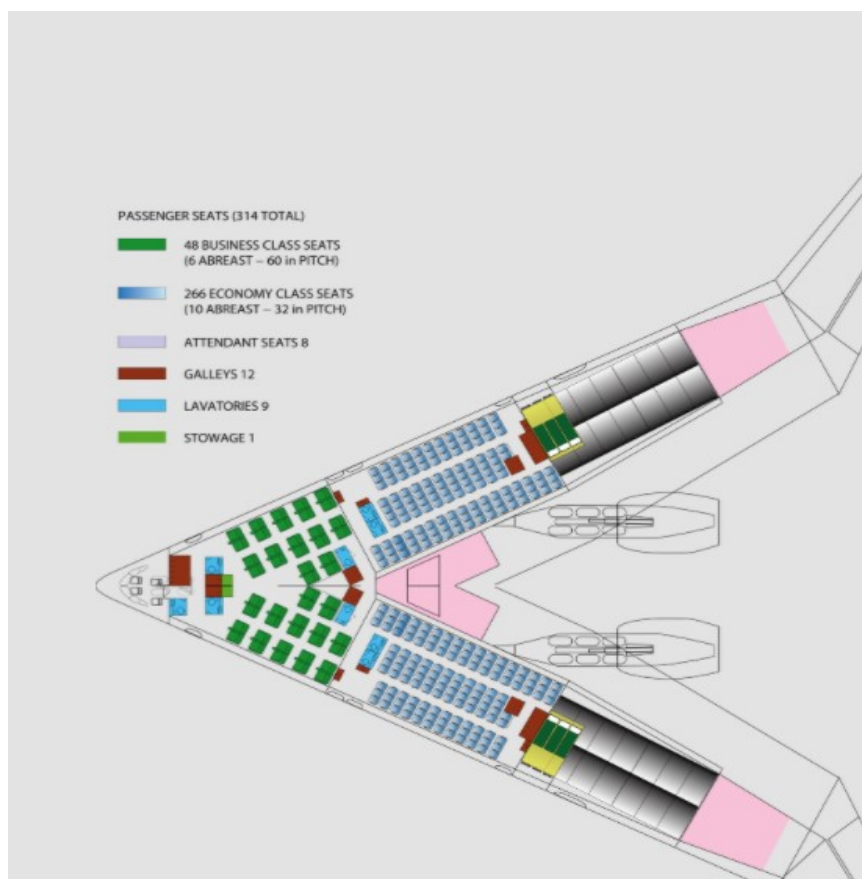 PASSENGER SEATS (314 TOTAL)
48 BUSINESS CLASS SEATS
(6 ABREAST – 60 in PITCH)
266 ECONOMY CLASS SEATS
(10 ABREAST – 32 in PITCH)
ATTENDANT SEATS 8
GALLEYS 12
LAVATORIES 9
STOWAGE 1